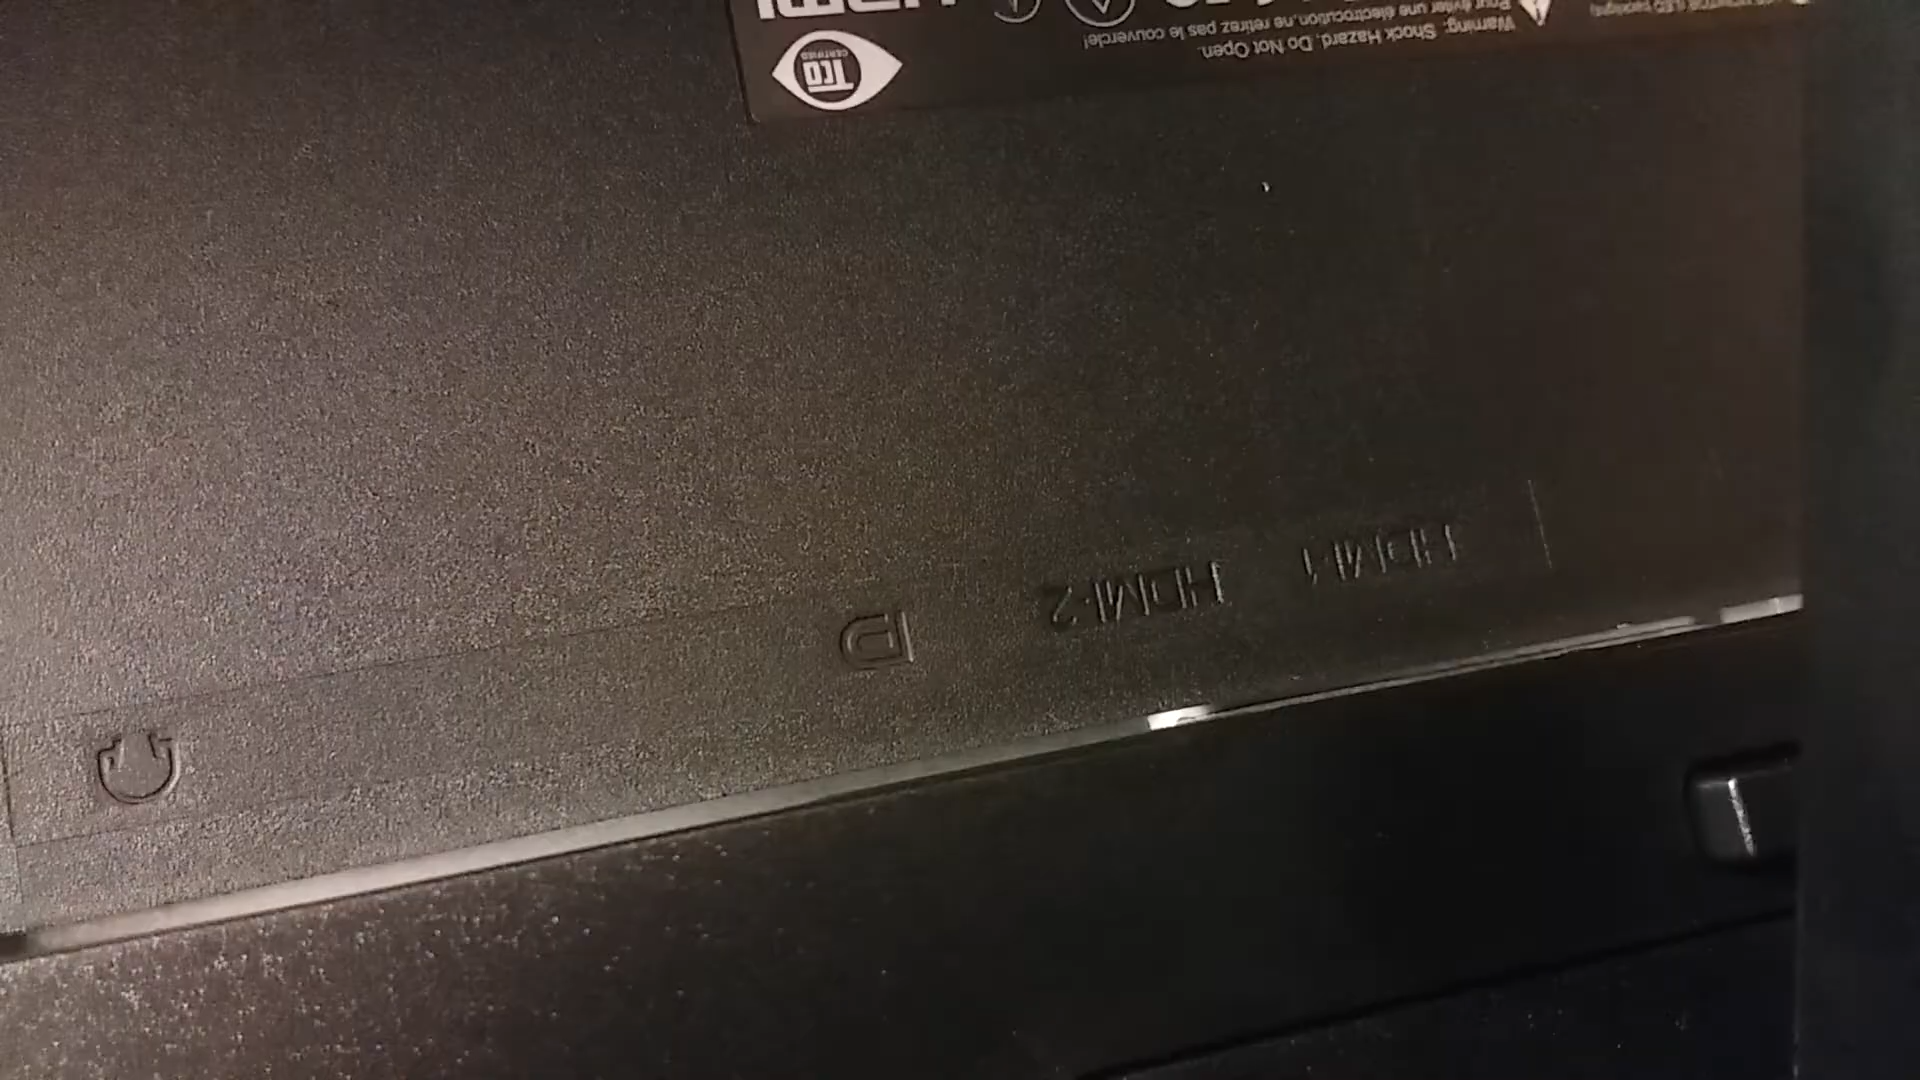 HDMI-1
HDMI-2
Warning: Shock Hazard, Do Not Open.
Pour éviter une électrocution,ne retirez pas le couvercle!
TCO
CERTIFIED